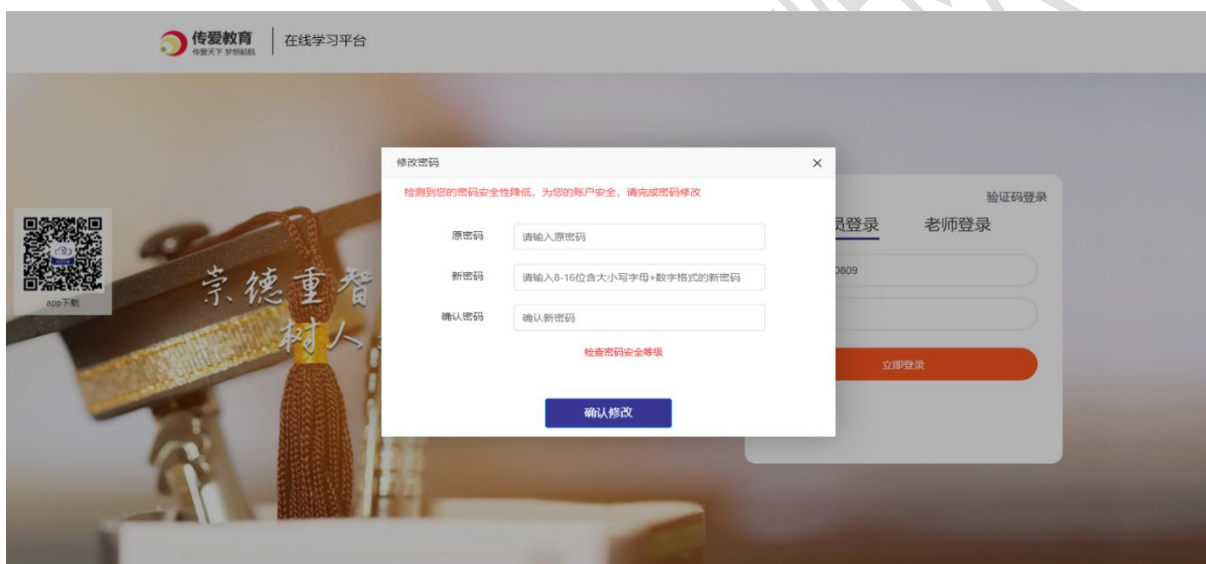 传爱教育
传爱天下 梦想起航
在线学习平台
修改密码
检测到您的密码安全性降低，为您的账户安全，请完成密码修改
原密码 请输入原密码
新密码 请输入8-16位含大小写字母+数字格式的新密码
确认密码 确认新密码
检查密码安全等级
确认修改
验证码登录
员登录 老师登录
0809
立即登录
app下载
崇德重智
树人